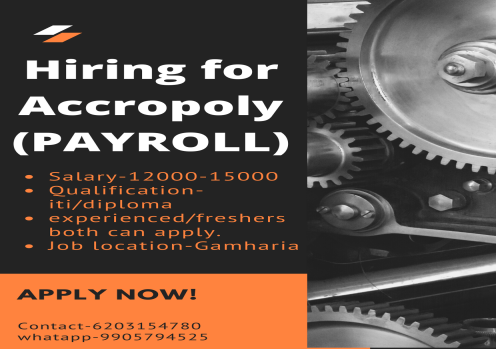 Hiring for
Accropoly
(PAYROLL)
Salary-12000-15000
Qualification-
iti/diploma
experienced/freshers
both can apply.
Job location-Gamharia
APPLY NOW!
Contact-6203154780
whatapp-9905794525